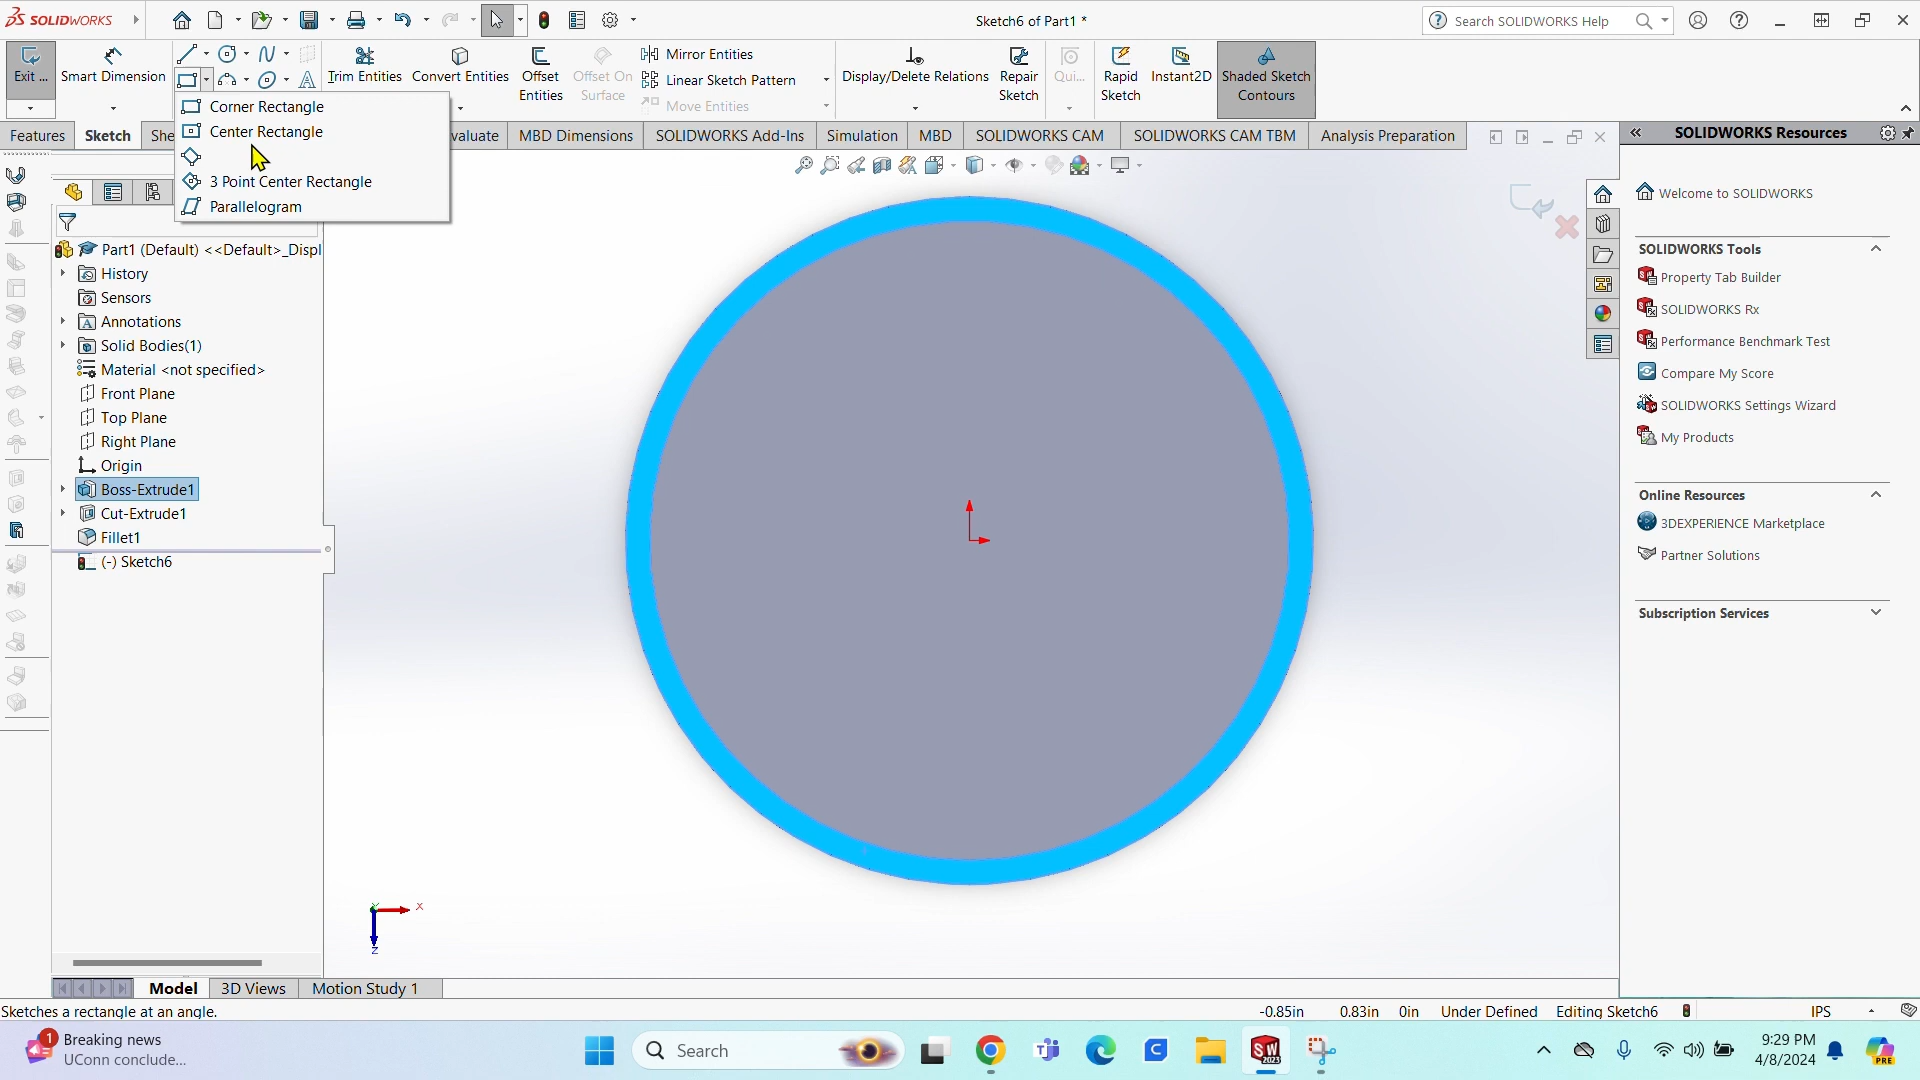 SOLIDWORKS
Sketch6 of Part1 *
Search SOLIDWORKS Help
Exit ...
Smart Dimension
Trim Entities
Convert Entities
Offset Entities
Offset On Surface
Mirror Entities
Linear Sketch Pattern
Move Entities
Display/Delete Relations
Repair Sketch
Qui...
Rapid Sketch
Instant2D
Shaded Sketch Contours
Corner Rectangle
Center Rectangle
3 Point Center Rectangle
Parallelogram
Features
Sketch
She
valuate
MBD Dimensions
SOLIDWORKS Add-Ins
Simulation
MBD
SOLIDWORKS CAM
SOLIDWORKS CAM TBM
Analysis Preparation
SOLIDWORKS Resources
Part1 (Default) <<Default>_Displ
History
Sensors
Annotations
Solid Bodies(1)
Material <not specified>
Front Plane
Top Plane
Right Plane
Origin
Boss-Extrude1
Cut-Extrude1
Fillet1
(-) Sketch6
Welcome to SOLIDWORKS
SOLIDWORKS Tools
Property Tab Builder
SOLIDWORKS Rx
Performance Benchmark Test
Compare My Score
SOLIDWORKS Settings Wizard
My Products
Online Resources
3DEXPERIENCE Marketplace
Partner Solutions
Subscription Services
Y
X
Z
Model
3D Views
Motion Study 1
Sketches a rectangle at an angle.
-0.85in
0.83in
0in
Under Defined
Editing Sketch6
IPS
1
Breaking news
UConn conclude...
Search
SW
2023
9:29 PM
4/8/2024
PRE